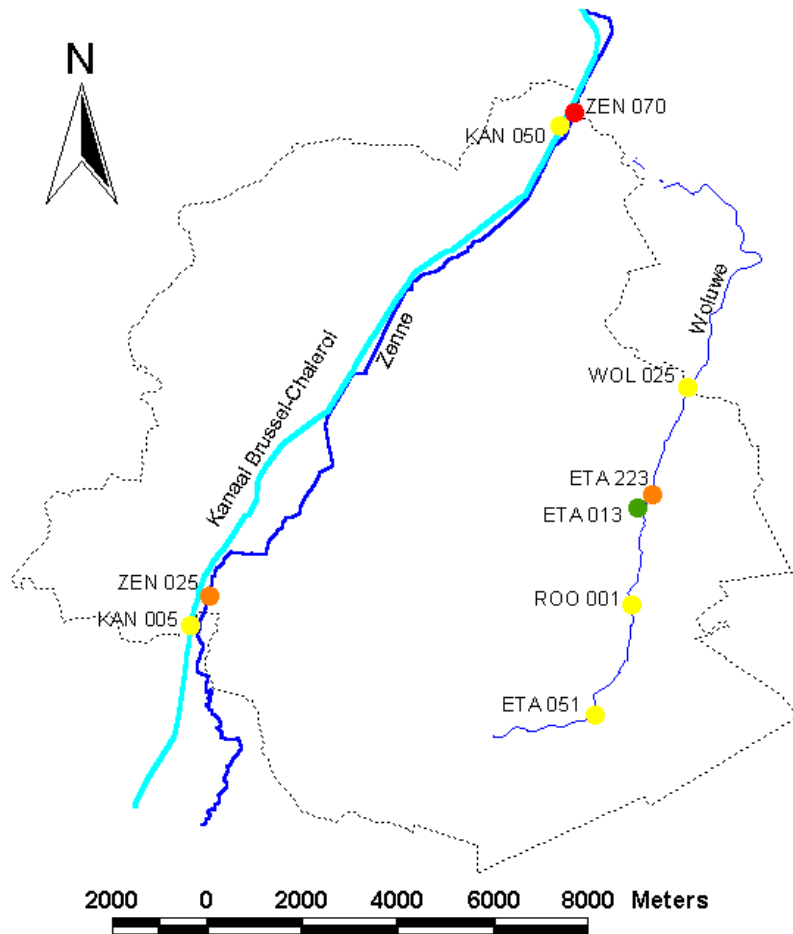 N
ZEN 070
KAN 050
Woluwe
Zenne
WOL 025
Kanaal Brussel-Chaleroi
ETA 223
ETA 013
ZEN 025
ROO 001
KAN 005
ETA 051
2000 0 2000 4000 6000 8000 Meters